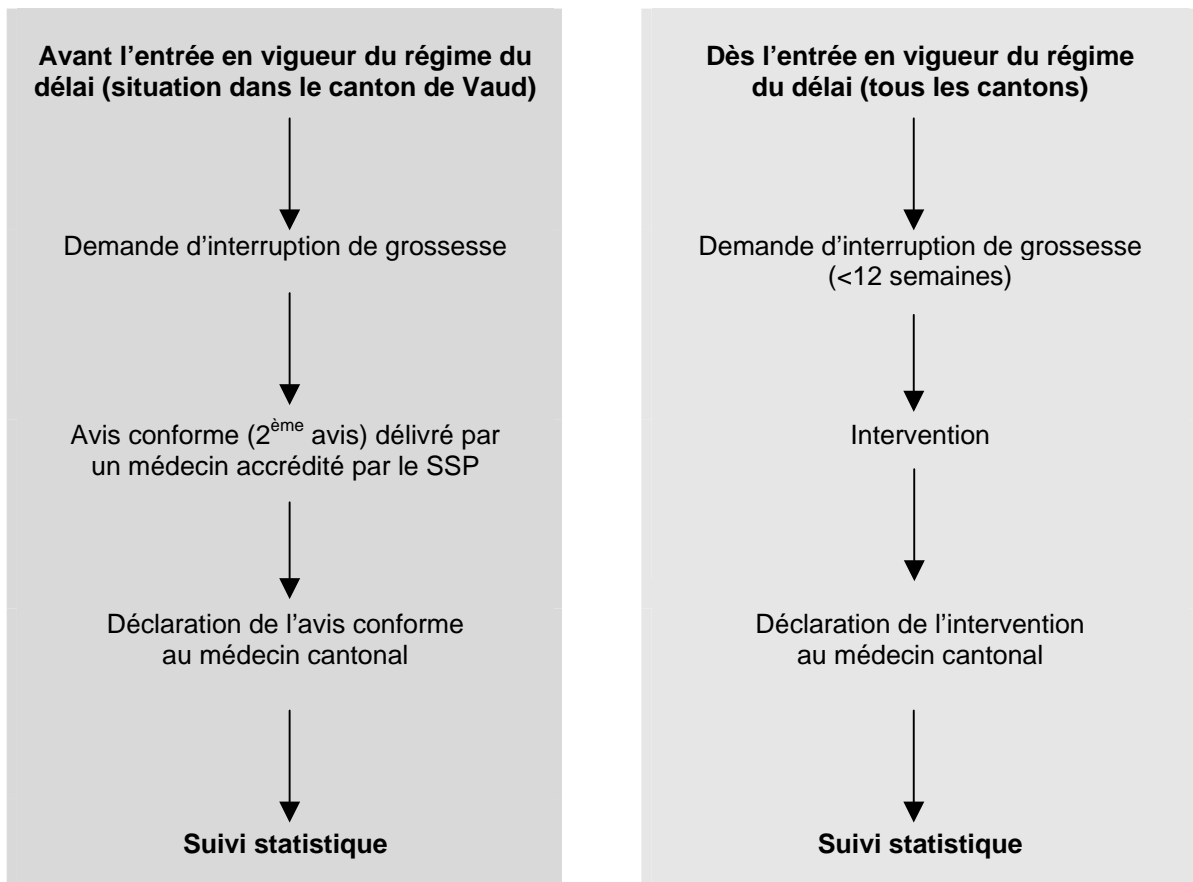 Avant l’entrée en vigueur du régime du
délai (situation dans le canton de Vaud)
Demande d’interruption de grossesse
Avis conforme (2ème avis) délivré par
un médecin accrédité par le SSP
Déclaration de l’avis conforme
au médecin cantonal
Suivi statistique
Dès l’entrée en vigueur du régime
du délai (tous les cantons)
Demande d’interruption de grossesse
(<12 semaines)
Intervention
Déclaration de l’intervention
au médecin cantonal
Suivi statistique